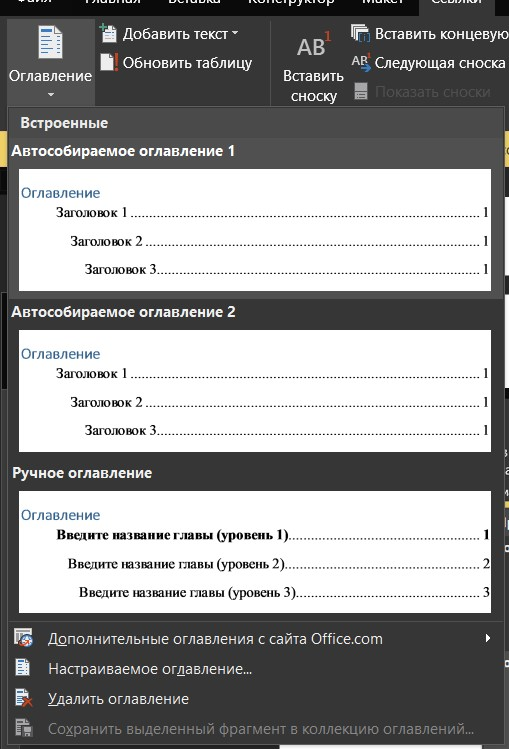 Файл Главная Вставка Конструктор Макет Ссылки
Оглавление
Добавить текст
Обновить таблицу
AB1
Вставить
сноску
Вставить концевую
Следующая сноска
Показать сноски
Встроенные
Автособираемое оглавление 1
Оглавление
Заголовок 1........1
Заголовок 2........1
Заголовок 3........1
Автособираемое оглавление 2
Оглавление
Заголовок 1........1
Заголовок 2........1
Заголовок 3........1
Ручное оглавление
Оглавление
Введите название главы (уровень 1)........1
Введите название главы (уровень 2)........2
Введите название главы (уровень 3)........3
Дополнительные оглавления с сайта Office.com
Настраиваемое оглавление...
Удалить оглавление
Сохранить выделенный фрагмент в коллекцию оглавлений...